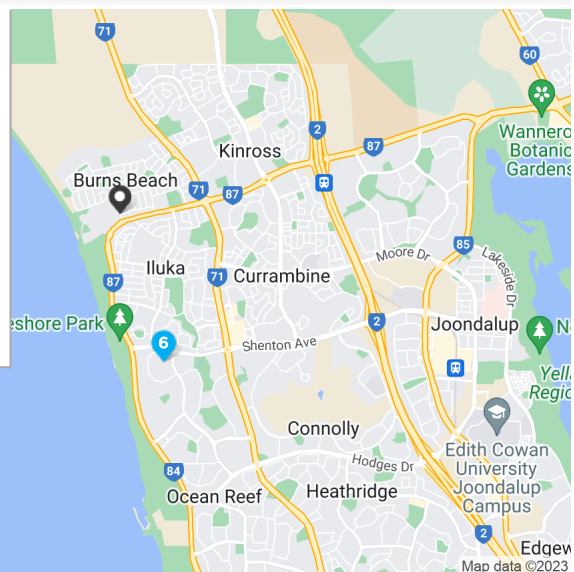 71
60
2
87
Wannero
Botanic
Gardens
Kinross
Burns Beach
71
87
85
Moore Dr
Lakeside Dr
Iluka
71
Currambine
87
eshore Park
2
Joondalup
N
6
Shenton Ave
Yell
Regio
Connolly
Edith Cowan
University
Joondalup
Campus
Hodges Dr
84
Ocean Reef
Heathridge
2
Edgew
Map data ©2023